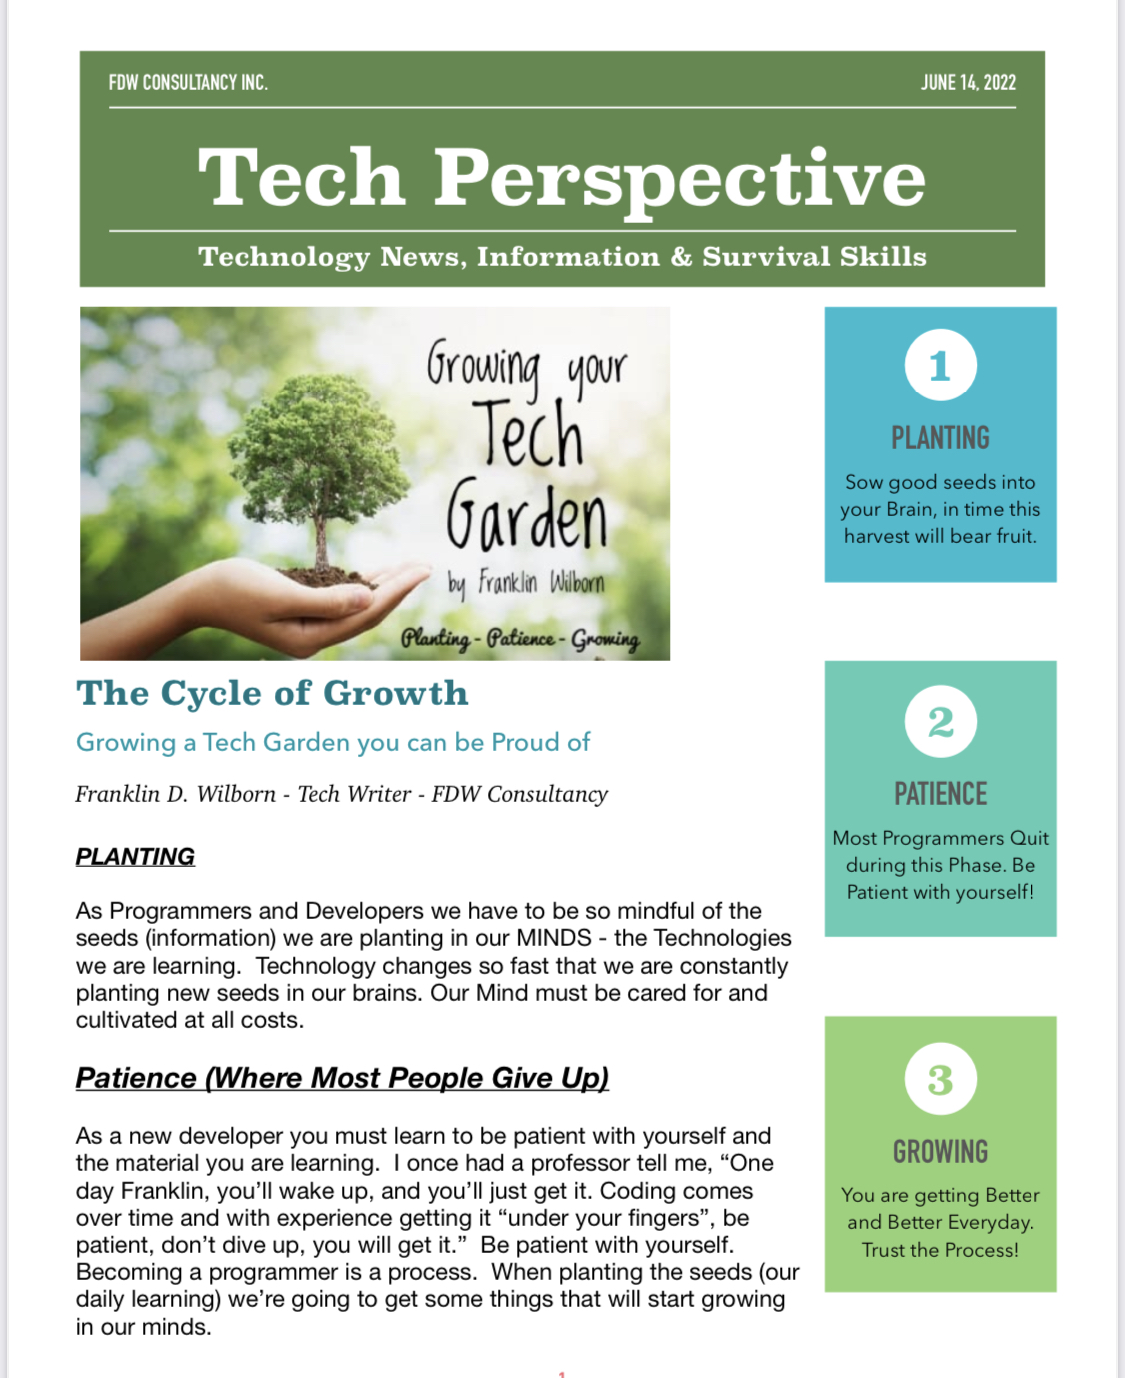 FDW CONSULTANCY INC.
JUNE 14, 2022
Tech Perspective
Technology News, Information & Survival Skills
Growing your
Tech
Garden
by Franklin Wilborn
Planting - Patience - Growing
The Cycle of Growth
Growing a Tech Garden you can be Proud of
Franklin D. Wilborn - Tech Writer - FDW Consultancy
PLANTING
As Programmers and Developers we have to be so mindful of the
seeds (information) we are planting in our MINDS - the Technologies
we are learning.  Technology changes so fast that we are constantly
planting new seeds in our brains. Our Mind must be cared for and
cultivated at all costs.
Patience (Where Most People Give Up)
As a new developer you must learn to be patient with yourself and
the material you are learning.  I once had a professor tell me, “One
day Franklin, you’ll wake up, and you’ll just get it. Coding comes
over time and with experience getting it “under your fingers”, be
patient, don’t dive up, you will get it.”  Be patient with yourself.
Becoming a programmer is a process.  When planting the seeds (our
daily learning) we’re going to get some things that will start growing
in our minds.
1
PLANTING
Sow good seeds into
your Brain, in time this
harvest will bear fruit.
2
PATIENCE
Most Programmers Quit
during this Phase. Be
Patient with yourself!
3
GROWING
You are getting Better
and Better Everyday.
Trust the Process!
1